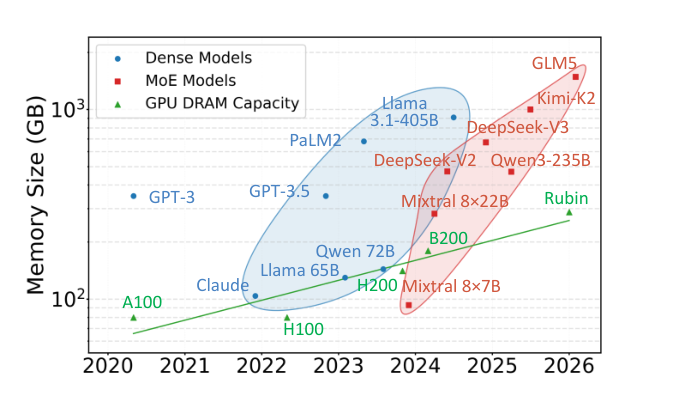 Dense Models
MoE Models
GPU DRAM Capacity
Memory Size (GB)
10³
10²
GLM5
Kimi-K2
Llama
3.1-405B
DeepSeek-V3
PaLM2
DeepSeek-V2
Qwen3-235B
GPT-3
GPT-3.5
Mixtral 8×22B
Rubin
B200
Qwen 72B
Llama 65B
Claude
H200
Mixtral 8×7B
A100
H100
2020 2021 2022 2023 2024 2025 2026